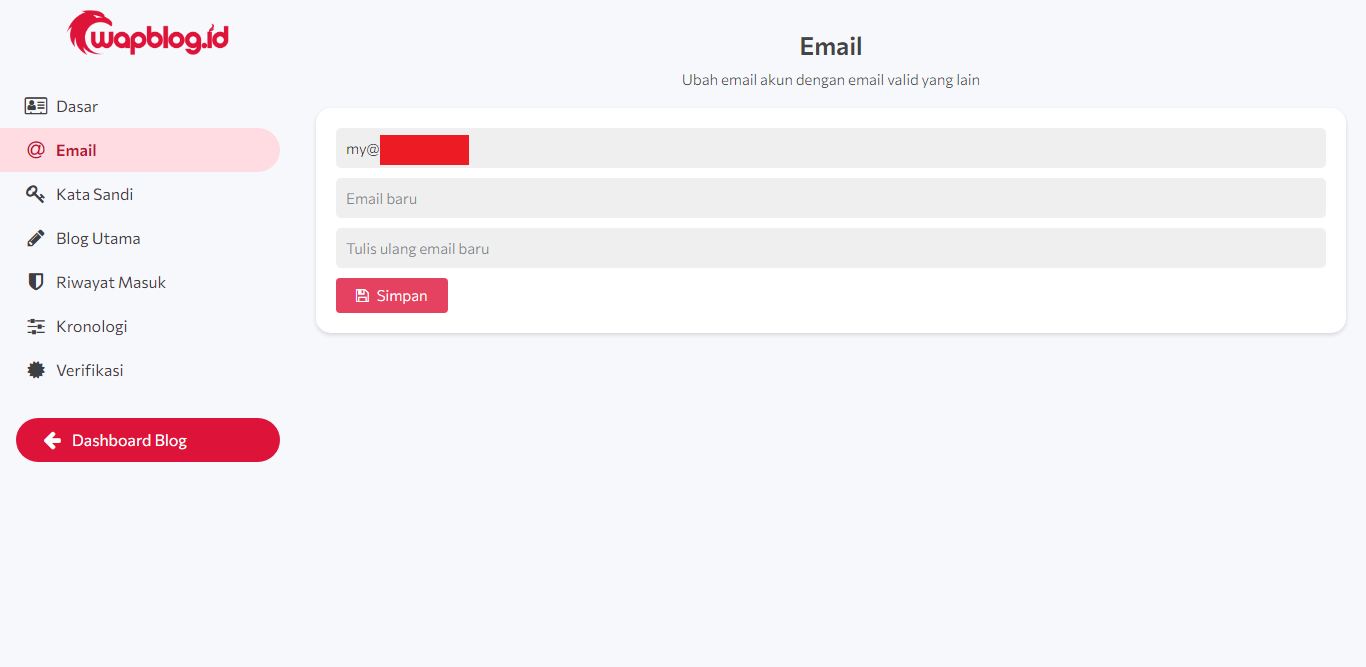 wapblog.id
Dasar
Email
Kata Sandi
Blog Utama
Riwayat Masuk
Kronologi
Verifikasi
Dashboard Blog
Email
Ubah email akun dengan email valid yang lain
my@
Email baru
Tulis ulang email baru
Simpan